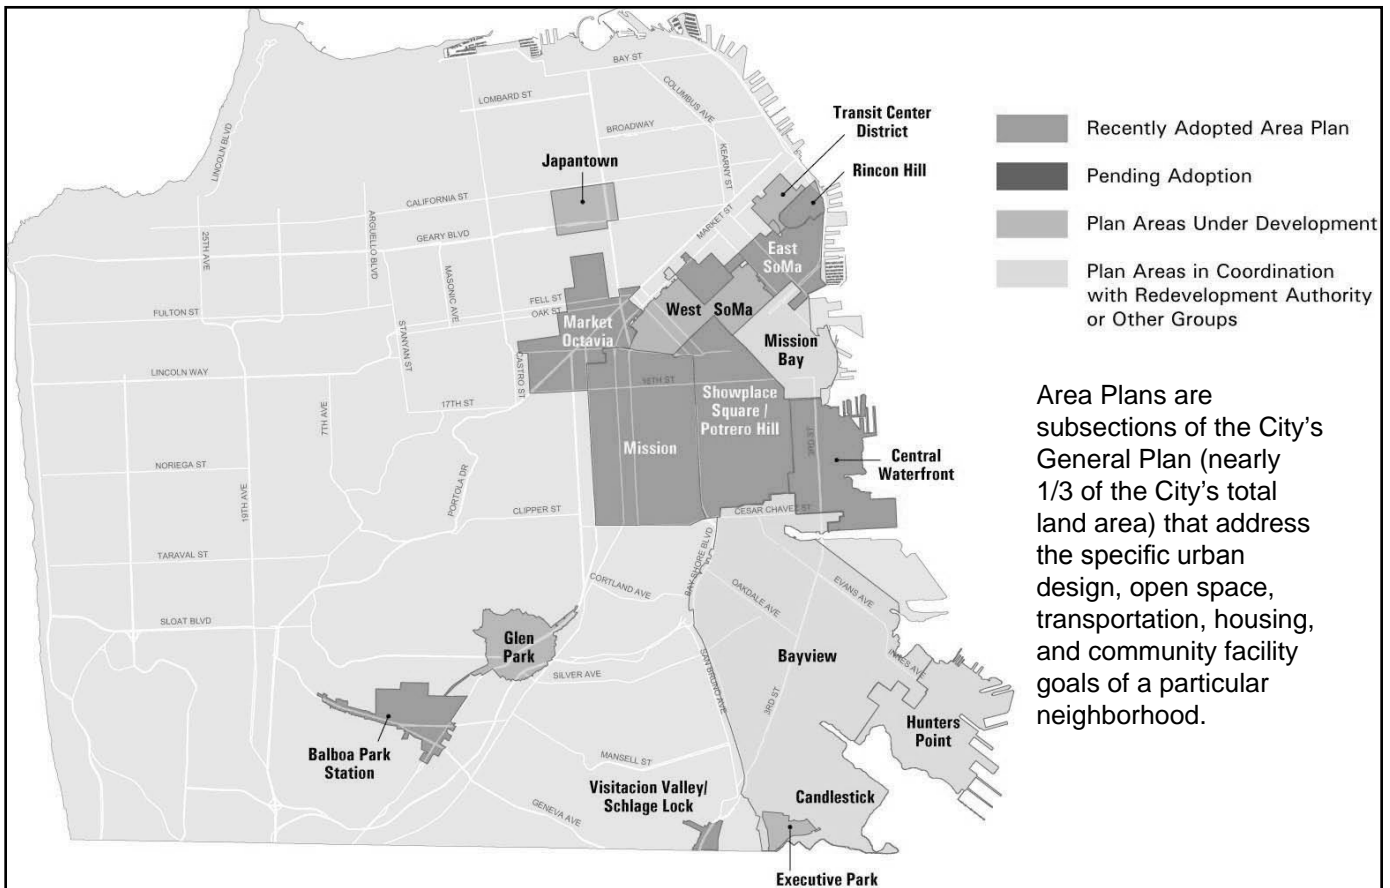 BAY ST
LOMBARD ST
COLUMBUS AVE
BROADWAY
KEARNY ST
LINCOLN BLVD
Transit Center
District
Rincon Hill
Japantown
CALIFORNIA ST
ARGUELLO BLVD
GEARY BLVD
25TH AVE
MASONIC AVE
MARKET ST
East
SoMa
FELL ST
OAK ST
FULTON ST
Market
Octavia
West SoMa
STANYAN ST
CASTRO ST
Mission
Bay
LINCOLN WAY
16TH ST
17TH ST
7TH AVE
Showplace
Square /
Potrero Hill
Mission
3RD ST
Central
Waterfront
NORIEGA ST
19TH AVE
PORTOLA DR
CLIPPER ST
CESAR CHAVEZ ST
TARAVAL ST
BAY SHORE BLVD
CORTLAND AVE
OAKDALE AVE
EVANS AVE
SLOAT BLVD
Glen
Park
SILVER AVE
SAN BRUNO AVE
Bayview
INNES AVE
3RD ST
Hunters
Point
Balboa Park
Station
MANSELL ST
Visitacion Valley/
Schlage Lock
GENEVA AVE
Candlestick
Executive Park
Recently Adopted Area Plan
Pending Adoption
Plan Areas Under Development
Plan Areas in Coordination
with Redevelopment Authority
or Other Groups
Area Plans are
subsections of the City’s
General Plan (nearly
1/3 of the City’s total
land area) that address
the specific urban
design, open space,
transportation, housing,
and community facility
goals of a particular
neighborhood.